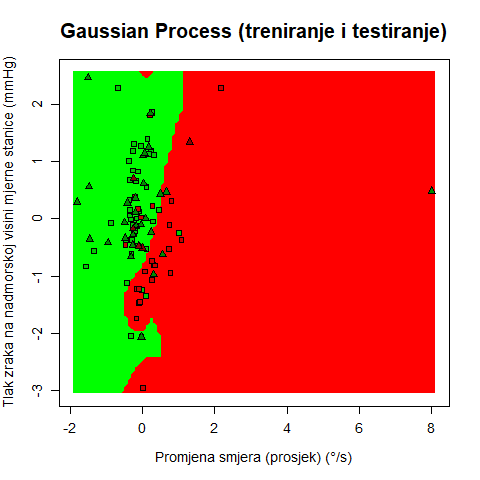 Gaussian Process (treniranje i testiranje)
Tlak zraka na nadmorskoj visini mjerne stanice (mmHg)
2
1
0
-1
-2
-3
-2 0 2 4 6 8
Promjena smjera (prosjek) (°/s)